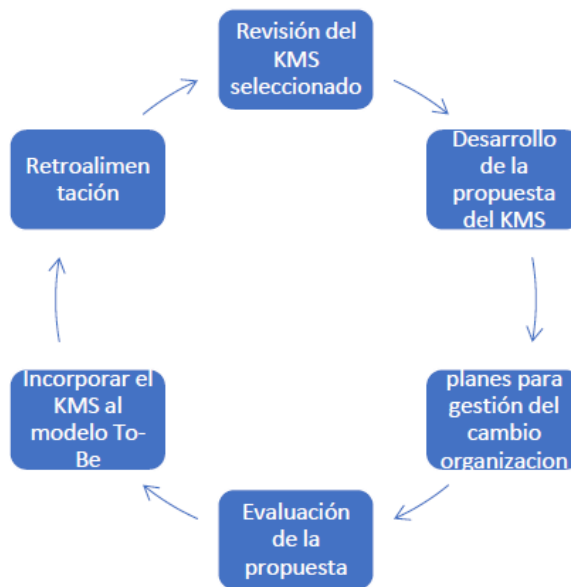 Revisión del
KMS
seleccionado
Desarrollo
de la
propuesta
del KMS
planes para
gestión del
cambio
organizacion
Evaluación
de la
propuesta
Incorporar el
KMS al
modelo To-
Be
Retroalimen
tación